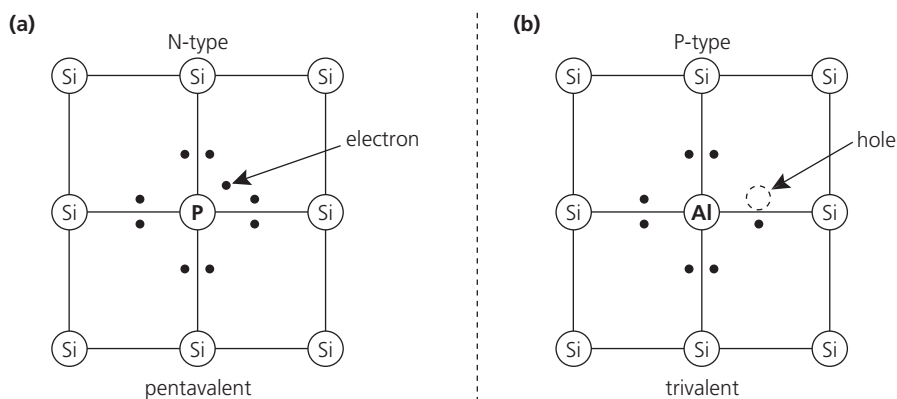 (a)
N-type
Si Si Si
electron
Si P Si
Si Si Si
pentavalent
(b)
P-type
Si Si Si
hole
Si Al Si
Si Si Si
trivalent